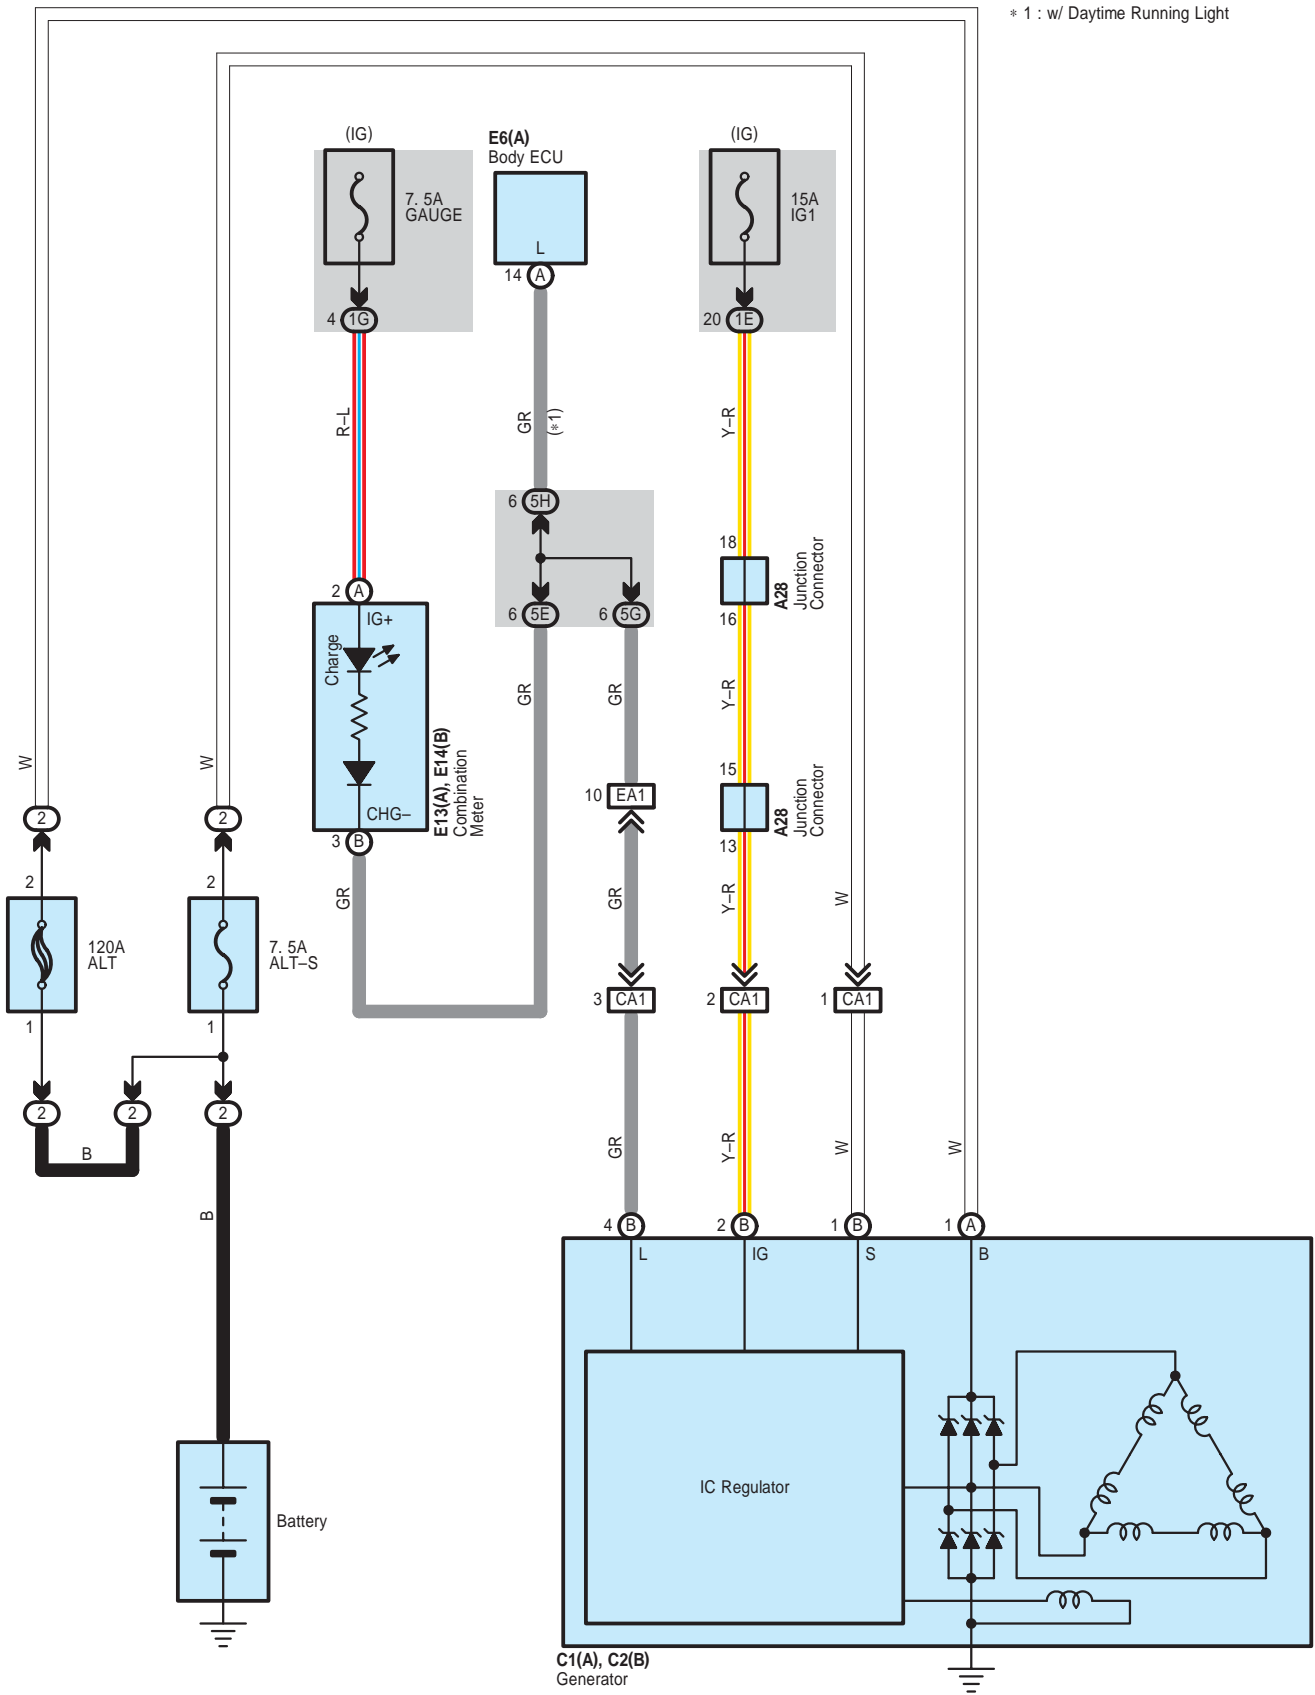 * 1 : w/ Daytime Running Light
(IG)
7. 5A
GAUGE
4 1G
E6(A)
Body ECU
L
14 A
(IG)
15A
IG1
20 1E
R–L
GR
(* 1)
Y–R
6 5H
6 5E
6 5G
18
A28
Junction
Connector
16
2 A
IG+
Charge
CHG–
E13(A), E14(B)
Combination
Meter
3 B
GR
GR
GR
Y–R
15
A28
Junction
Connector
13
10 EA1
GR
Y–R
W
W
W
2
2
2
2
120A
ALT
7. 5A
ALT–S
1
1
3 CA1
2 CA1
1 CA1
2
2
2
B
B
GR
Y–R
W
W
4 B
2 B
1 B
1 A
L
IG
S
B
IC Regulator
Battery
C1(A), C2(B)
Generator